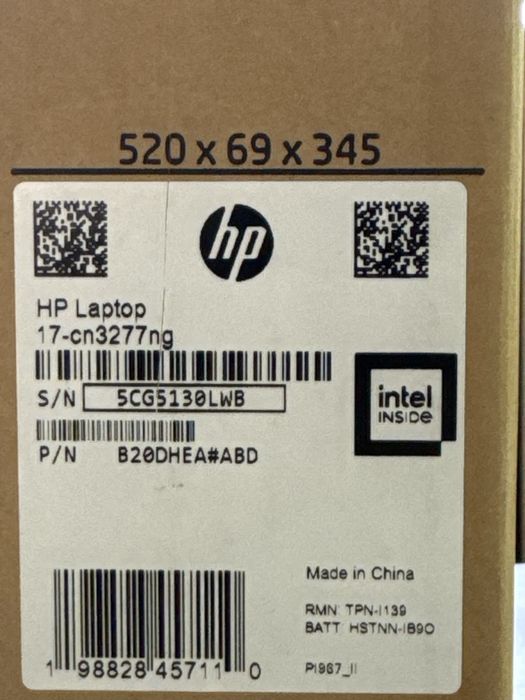 520 x 69 x 345
hp
HP Laptop
17-cn3277ng
S/N 5CG5130LWB
intel
INSIDE
P/N B20DHEA#ABD
Made in China
RMN: TPN-I139
BATT: HSTNN-IB9O
1 98828 45711 0
PI987_II